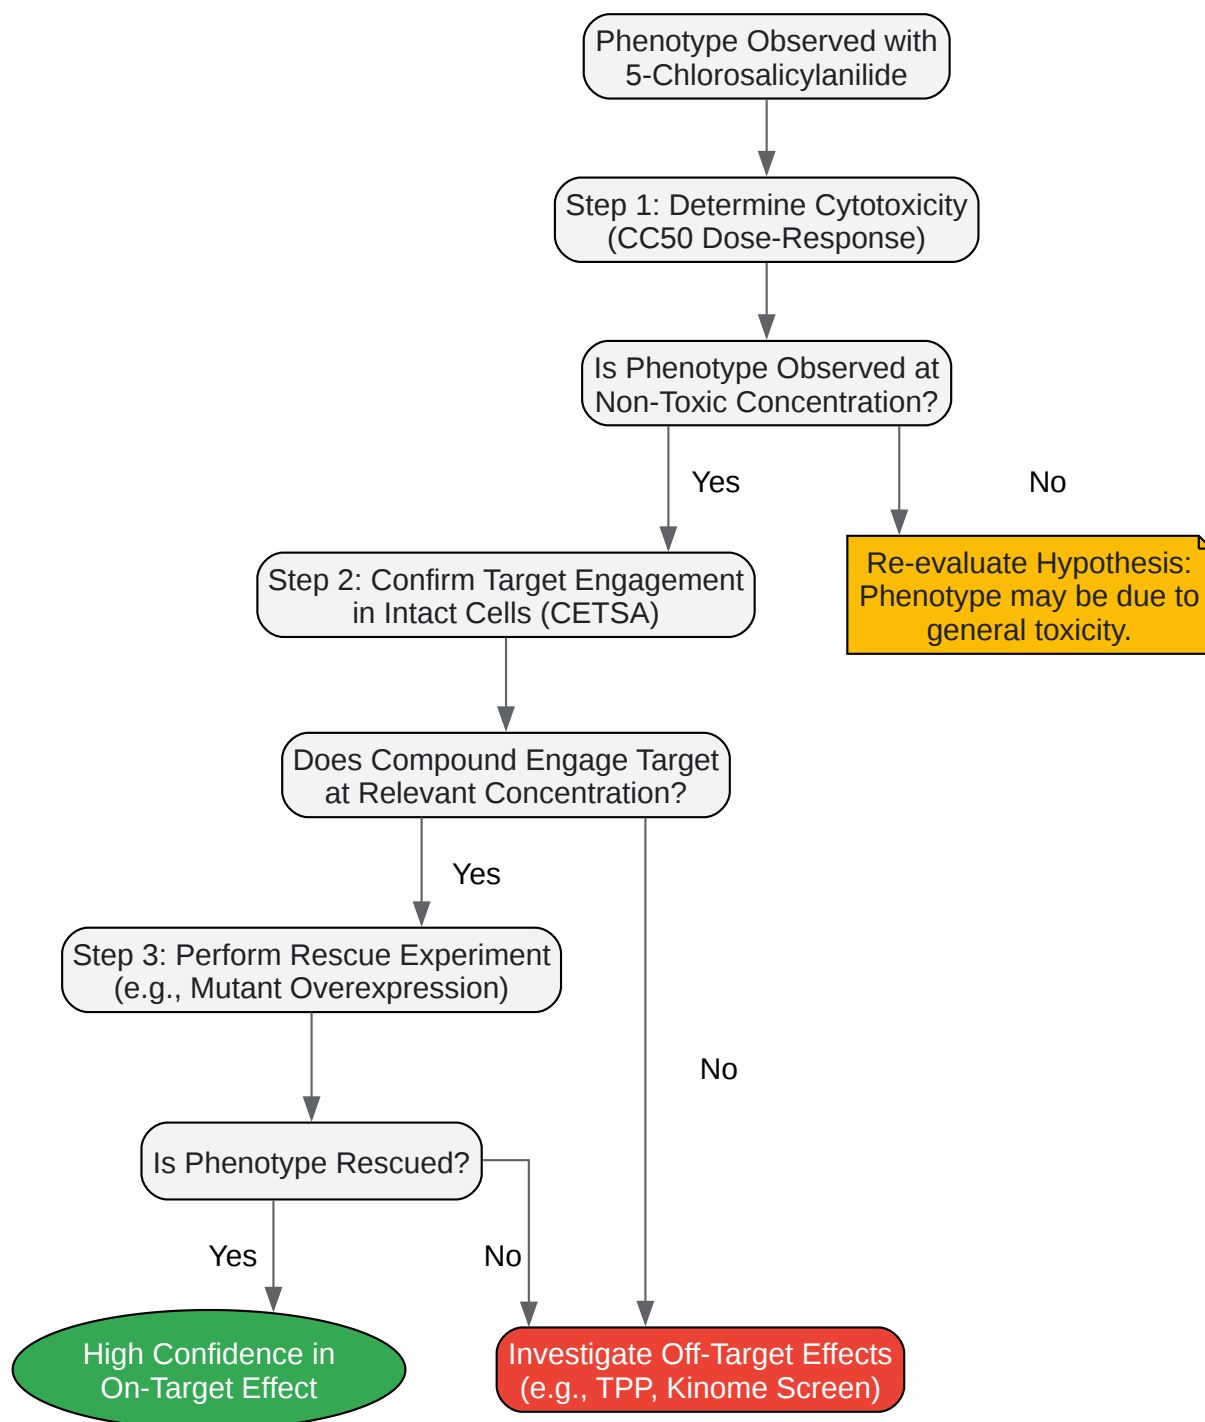 Phenotype Observed with
5-Chlorosalicylanilide
Step 1: Determine Cytotoxicity
(CC50 Dose-Response)
Is Phenotype Observed at
Non-Toxic Concentration?
Yes
No
Step 2: Confirm Target Engagement
in Intact Cells (CETSA)
Re-evaluate Hypothesis:
Phenotype may be due to
general toxicity.
Does Compound Engage Target
at Relevant Concentration?
Yes
Step 3: Perform Rescue Experiment
(e.g., Mutant Overexpression)
No
Is Phenotype Rescued?
Yes
No
High Confidence in
On-Target Effect
Investigate Off-Target Effects
(e.g., TPP, Kinome Screen)